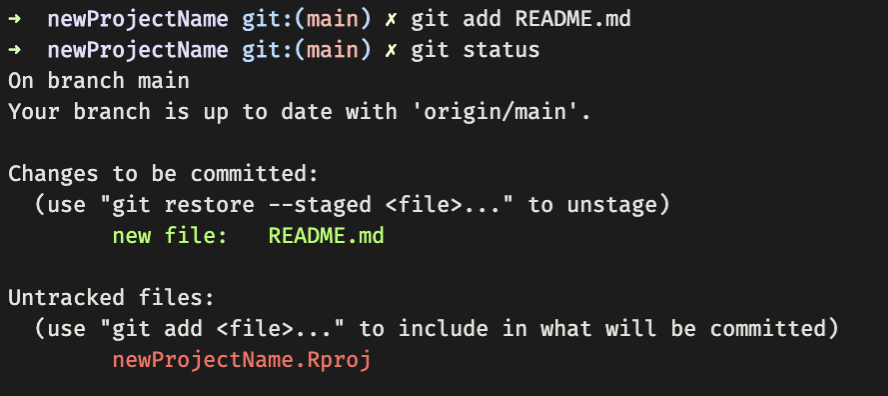 ➜  newProjectName git:(main) ✗ git add README.md
➜  newProjectName git:(main) ✗ git status
On branch main
Your branch is up to date with 'origin/main'.

Changes to be committed:
  (use "git restore --staged <file>..." to unstage)
        new file:   README.md

Untracked files:
  (use "git add <file>..." to include in what will be committed)
        newProjectName.Rproj